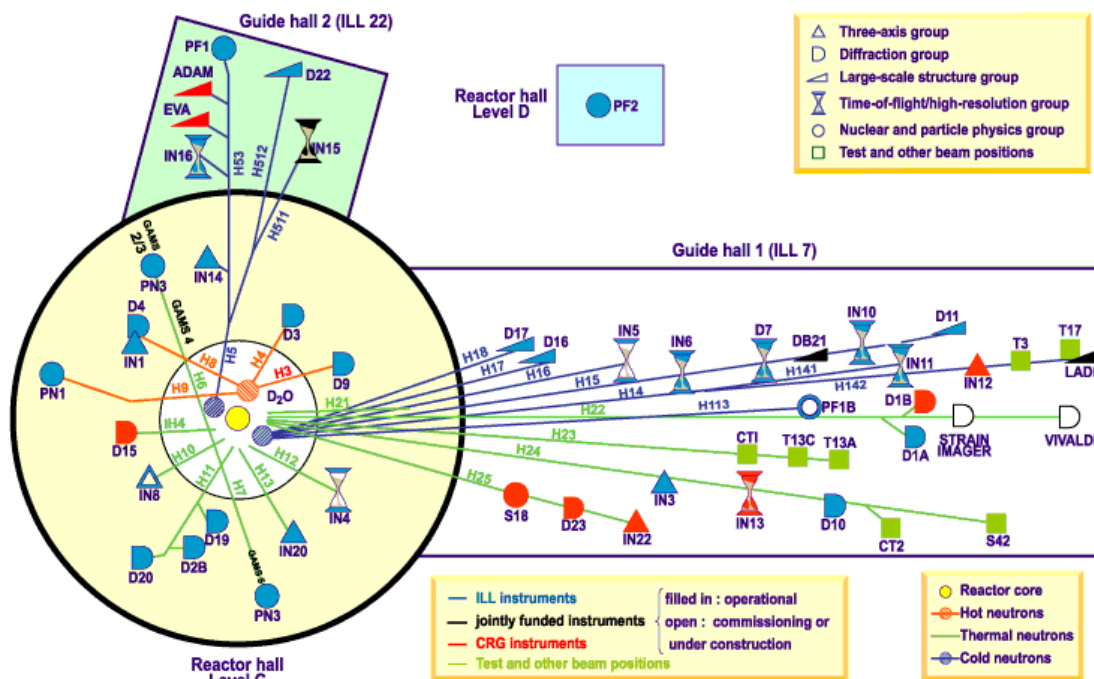 Guide hall 2 (ILL 22)
PF1
ADAM
D22
EVA
IN16
IN15
H53
H512
H511
Reactor hall
Level D
PF2
Three-axis group
Diffraction group
Large-scale structure group
Time-of-flight/high-resolution group
Nuclear and particle physics group
Test and other beam positions
GAMS
2/3
PN3
IN14
GAMS 4
D4
IN1
D3
H5
H8
H4
H3
H6
H9
PN1
D9
D2O
H21
D15
IH4
H10
IN8
H11
H7
H13
H12
IN4
D19
D20
D2B
IN20
GAMS 5
PN3
Reactor hall
Level C
Guide hall 1 (ILL 7)
D17
D16
IN5
IN6
D7
DB21
IN10
D11
IN11
T3
T17
IN12
LADI
H18
H17
H16
H15
H14
H141
H142
H113
H22
PF1B
D1B
D1A
STRAIN
IMAGER
VIVALDI
H23
CTI
T13C
T13A
H24
H25
S18
D23
IN22
IN3
IN13
D10
CT2
S42
ILL instruments
jointly funded instruments
CRG instruments
Test and other beam positions
filled in : operational
open : commissioning or
under construction
Reactor core
Hot neutrons
Thermal neutrons
Cold neutrons